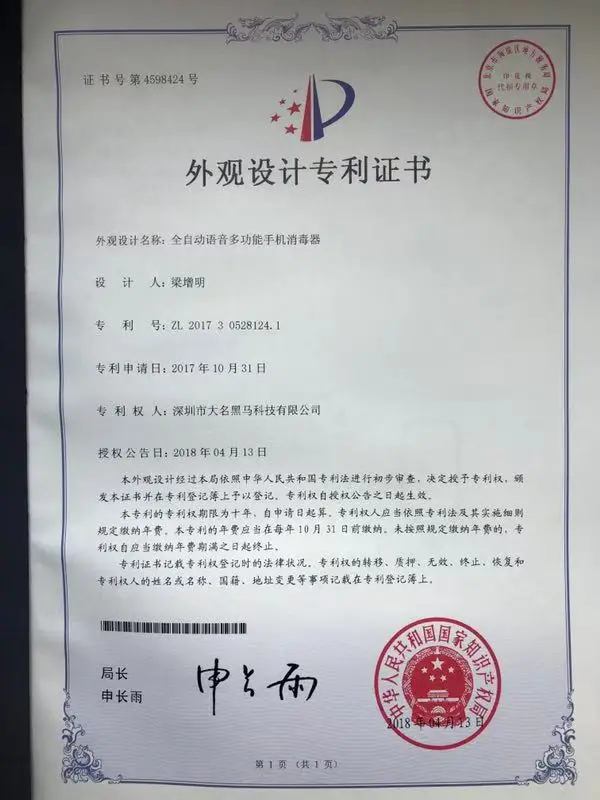 证书号第4598424号
印花税
代扣专用章
外观设计专利证书
外观设计名称：全自动语音多功能手机消毒器
设计人：梁增明
专利号：ZL 2017 3 0528124.1
专利申请日：2017年10月31日
专利权人：深圳市大名黑马科技有限公司
授权公告日：2018年04月13日
本外观设计经过本局依照中华人民共和国专利法进行初步审查，决定授予专利权，颁
发本证书并在专利登记簿上予以登记。专利权自授权公告之日起生效。
本专利的专利权期限为十年，自申请日起算。专利权人应当依照专利法及其实施细则
规定缴纳年费。本专利的年费应当在每年10月31日前缴纳。未按照规定缴纳年费的，专
利权自应当缴纳年费期满之日起终止。
专利证书记载专利权登记时的法律状况。专利权的转移、质押、无效、终止、恢复和
专利权人的姓名或名称、国籍、地址变更等事项记载在专利登记簿上。
局长
申长雨
申长雨
中华人民共和国国家知识产权局
2018年04月13日
第1页（共1页）